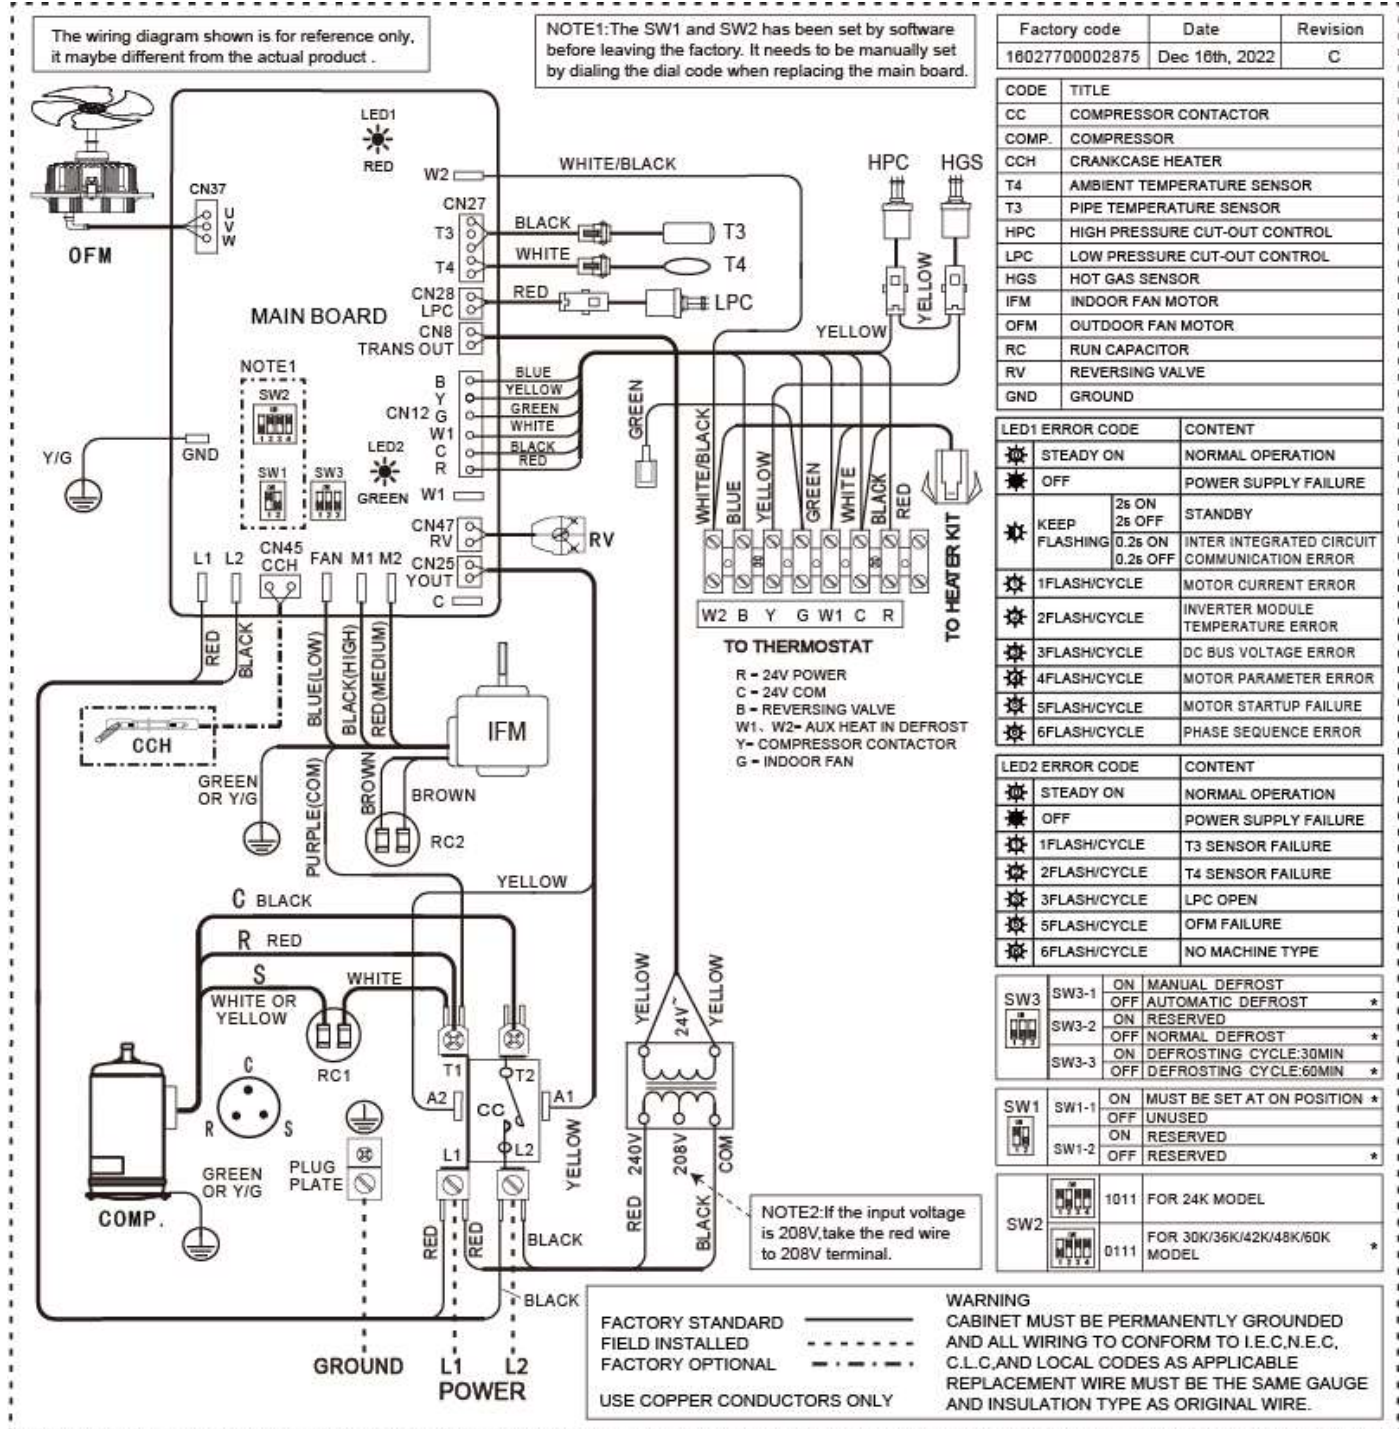 The wiring diagram shown is for reference only,
it maybe different from the actual product .
NOTE1:The SW1 and SW2 has been set by software
before leaving the factory. It needs to be manually set
by dialing the dial code when replacing the main board.
Factory code Date Revision
16027700002875 Dec 16th, 2022 C
CODE TITLE
CC COMPRESSOR CONTACTOR
COMP. COMPRESSOR
CCH CRANKCASE HEATER
T4 AMBIENT TEMPERATURE SENSOR
T3 PIPE TEMPERATURE SENSOR
HPC HIGH PRESSURE CUT-OUT CONTROL
LPC LOW PRESSURE CUT-OUT CONTROL
HGS HOT GAS SENSOR
IFM INDOOR FAN MOTOR
OFM OUTDOOR FAN MOTOR
RC RUN CAPACITOR
RV REVERSING VALVE
GND GROUND
LED1 ERROR CODE CONTENT
STEADY ON NORMAL OPERATION
OFF POWER SUPPLY FAILURE
KEEP FLASHING
2s ON
2s OFF
STANDBY
0.2s ON
0.2s OFF
INTER INTEGRATED CIRCUIT
COMMUNICATION ERROR
1FLASH/CYCLE MOTOR CURRENT ERROR
2FLASH/CYCLE INVERTER MODULE
TEMPERATURE ERROR
3FLASH/CYCLE DC BUS VOLTAGE ERROR
4FLASH/CYCLE MOTOR PARAMETER ERROR
5FLASH/CYCLE MOTOR STARTUP FAILURE
6FLASH/CYCLE PHASE SEQUENCE ERROR
LED2 ERROR CODE CONTENT
STEADY ON NORMAL OPERATION
OFF POWER SUPPLY FAILURE
1FLASH/CYCLE T3 SENSOR FAILURE
2FLASH/CYCLE T4 SENSOR FAILURE
3FLASH/CYCLE LPC OPEN
5FLASH/CYCLE OFM FAILURE
6FLASH/CYCLE NO MACHINE TYPE
SW3
SW3-1 ON MANUAL DEFROST
OFF AUTOMATIC DEFROST *
SW3-2 ON RESERVED
OFF NORMAL DEFROST *
SW3-3 ON DEFROSTING CYCLE:30MIN
OFF DEFROSTING CYCLE:60MIN *
SW1
SW1-1 ON MUST BE SET AT ON POSITION *
OFF UNUSED
SW1-2 ON RESERVED
OFF RESERVED *
SW2
1011 FOR 24K MODEL
0111 FOR 30K/36K/42K/48K/60K
MODEL *
OFM
CN37
U
V
W
LED1
RED
W2
CN27
T3
T4
CN28
LPC
CN8
TRANS OUT
MAIN BOARD
NOTE1
SW2
SW1
SW3
LED2
GREEN
B
Y
CN12 G
W1
C
R
W1
CN47
RV
CN25
YOUT
C
Y/G
GND
L1 L2
CN45
CCH
FAN M1 M2
WHITE/BLACK
BLACK
T3
WHITE
T4
RED
LPC
HPC HGS
YELLOW
YELLOW
BLUE
YELLOW
GREEN
WHITE
BLACK
RED
RV
GREEN
WHITE/BLACK
BLUE
YELLOW
GREEN
WHITE
BLACK
RED
TO HEATER KIT
W2 B Y G W1 C R
TO THERMOSTAT
R - 24V POWER
C - 24V COM
B - REVERSING VALVE
W1、W2- AUX HEAT IN DEFROST
Y- COMPRESSOR CONTACTOR
G - INDOOR FAN
RED
BLACK
BLUE(LOW)
BLACK(HIGH)
RED(MEDIUM)
IFM
CCH
GREEN
OR Y/G
PURPLE(COM)
BROWN
BROWN
RC2
YELLOW
C BLACK
R RED
S
WHITE OR
YELLOW
WHITE
RC1
COMP.
C
R
S
GREEN
OR Y/G
PLUG
PLATE
T1
T2
A2
CC
A1
L1
L2
YELLOW
YELLOW
24V~
YELLOW
240V
208V
COM
RED
BLACK
RED
RED
BLACK
BLACK
NOTE2:If the input voltage
is 208V,take the red wire
to 208V terminal.
GROUND
L1 L2
POWER
FACTORY STANDARD
FIELD INSTALLED
FACTORY OPTIONAL
USE COPPER CONDUCTORS ONLY
WARNING
CABINET MUST BE PERMANENTLY GROUNDED
AND ALL WIRING TO CONFORM TO I.E.C,N.E.C,
C.L.C,AND LOCAL CODES AS APPLICABLE
REPLACEMENT WIRE MUST BE THE SAME GAUGE
AND INSULATION TYPE AS ORIGINAL WIRE.